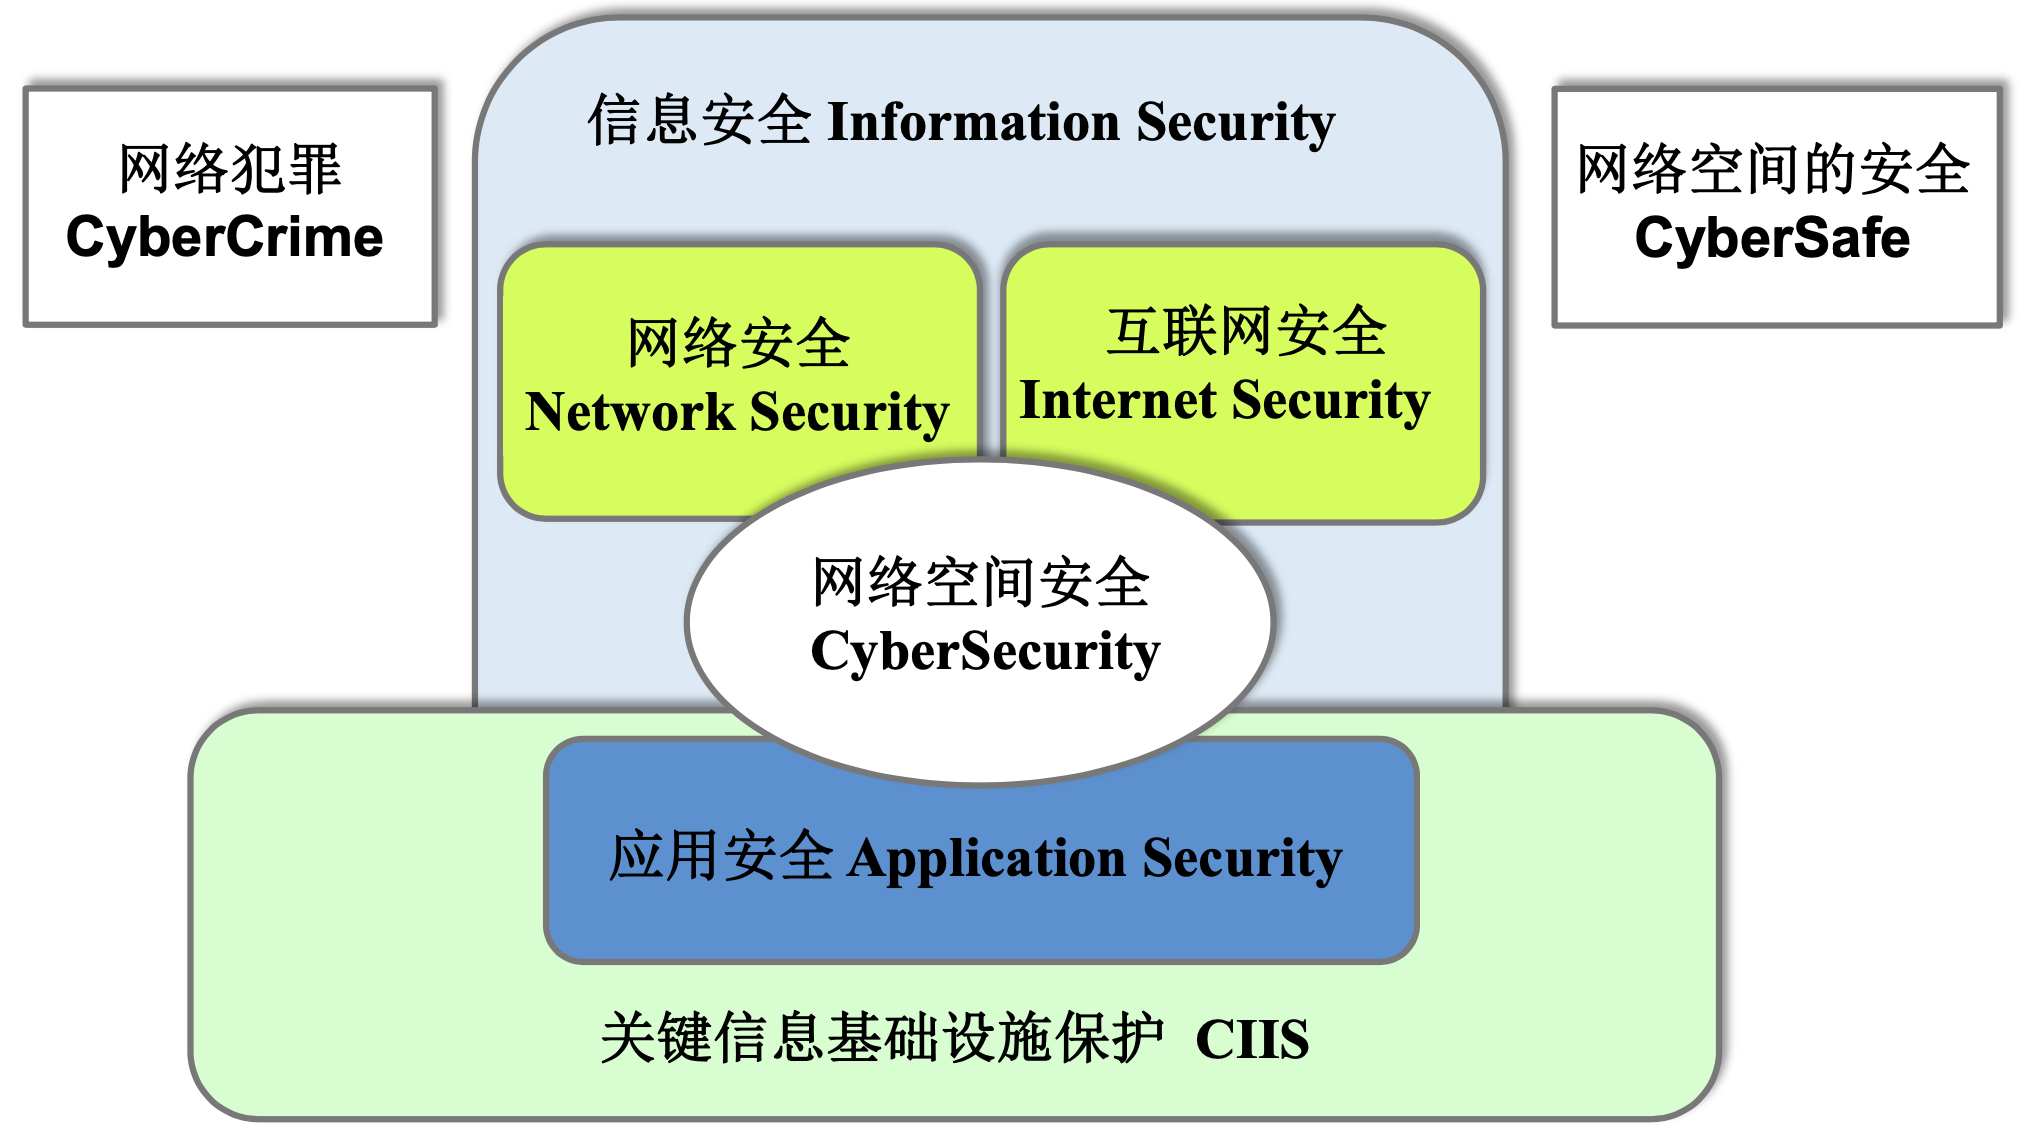 信息安全 Information Security
网络犯罪
CyberCrime
网络空间的安全
CyberSafe
网络安全
Network Security
互联网安全
Internet Security
网络空间安全
CyberSecurity
应用安全 Application Security
关键信息基础设施保护 CIIS